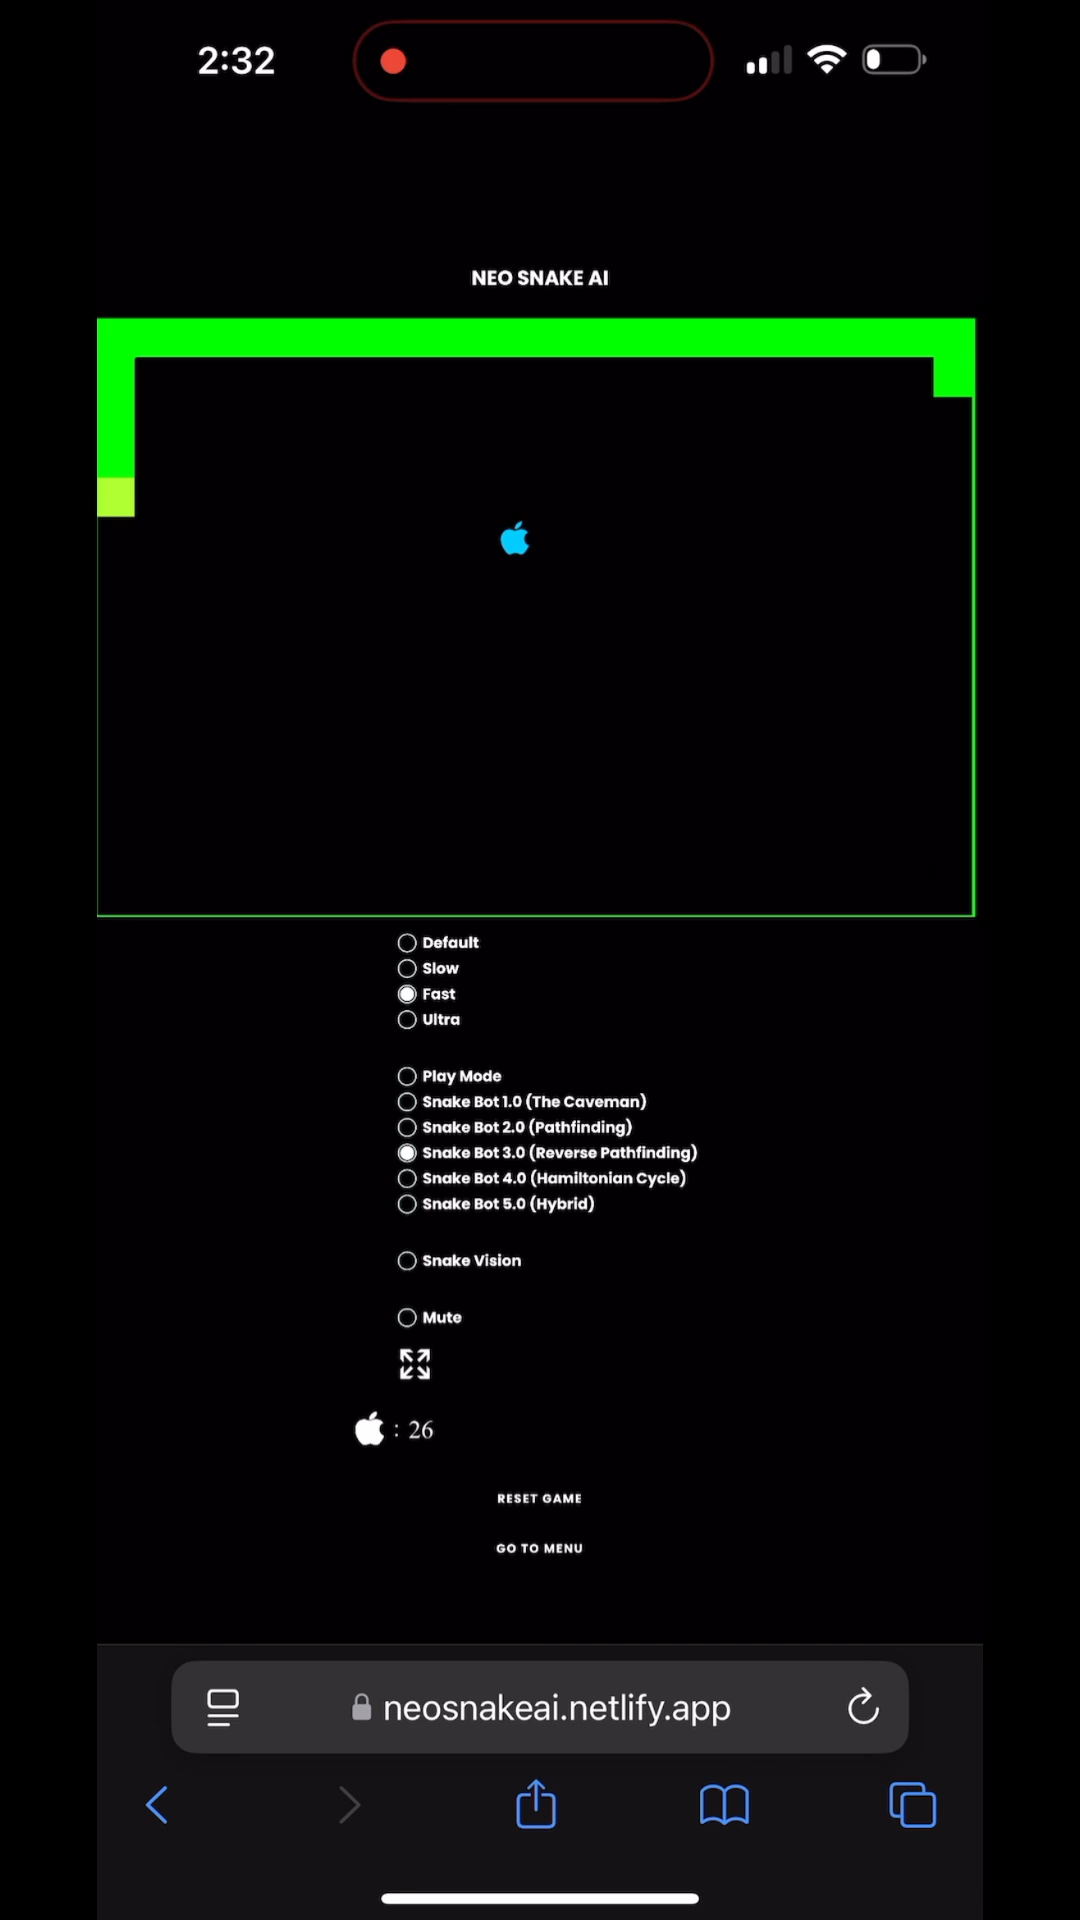 2:32
NEO SNAKE AI
Default
Slow
Fast
Ultra
Play Mode
Snake Bot 1.0 (The Caveman)
Snake Bot 2.0 (Pathfinding)
Snake Bot 3.0 (Reverse Pathfinding)
Snake Bot 4.0 (Hamiltonian Cycle)
Snake Bot 5.0 (Hybrid)
Snake Vision
Mute
: 26
RESET GAME
GO TO MENU
neosnakeai.netlify.app